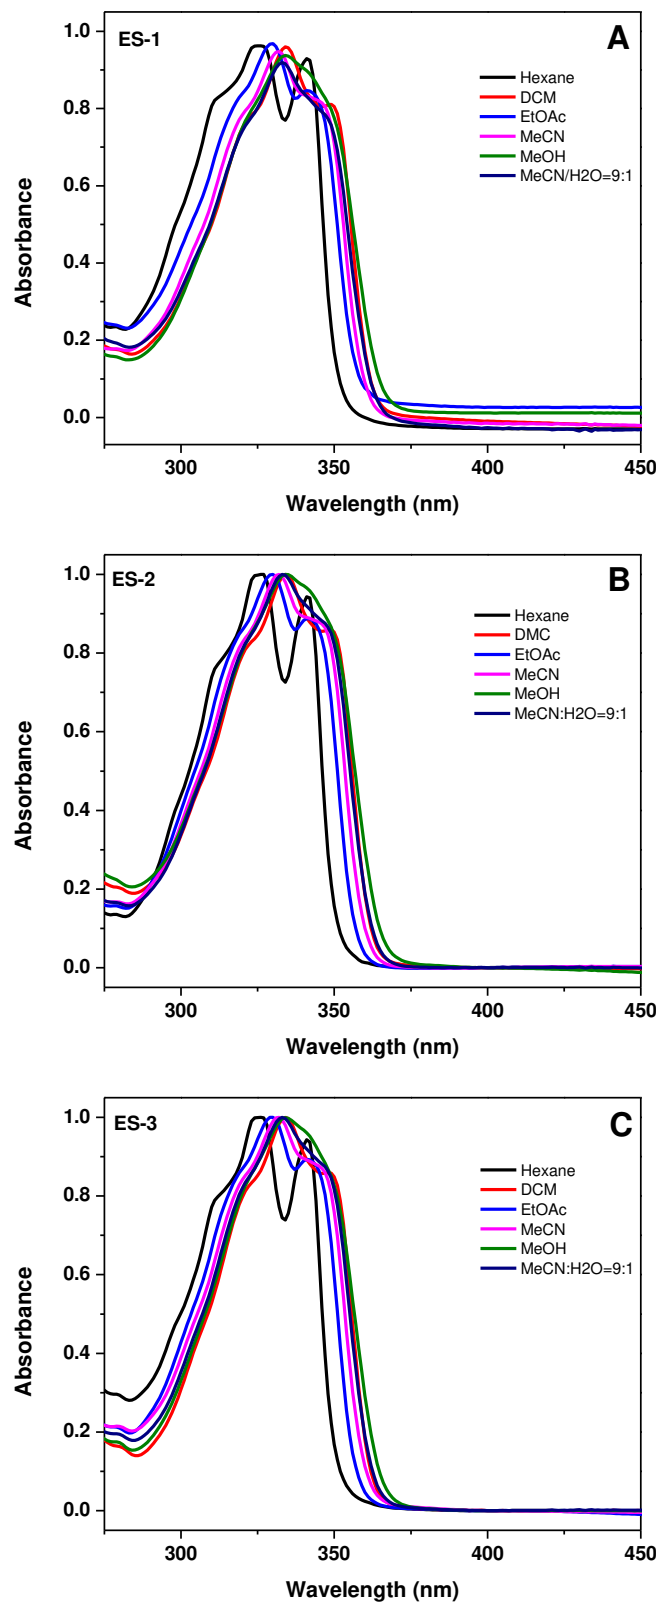 ES-1
A
Hexane
DCM
EtOAc
MeCN
MeOH
MeCN/H2O=9:1
1.0
0.8
0.6
0.4
0.2
0.0
Absorbance
300
350
400
450
Wavelength (nm)
ES-2
B
Hexane
DMC
EtOAc
MeCN
MeOH
MeCN:H2O=9:1
1.0
0.8
0.6
0.4
0.2
0.0
Absorbance
300
350
400
450
Wavelength (nm)
ES-3
C
Hexane
DCM
EtOAc
MeCN
MeOH
MeCN:H2O=9:1
1.0
0.8
0.6
0.4
0.2
0.0
Absorbance
300
350
400
450
Wavelength (nm)